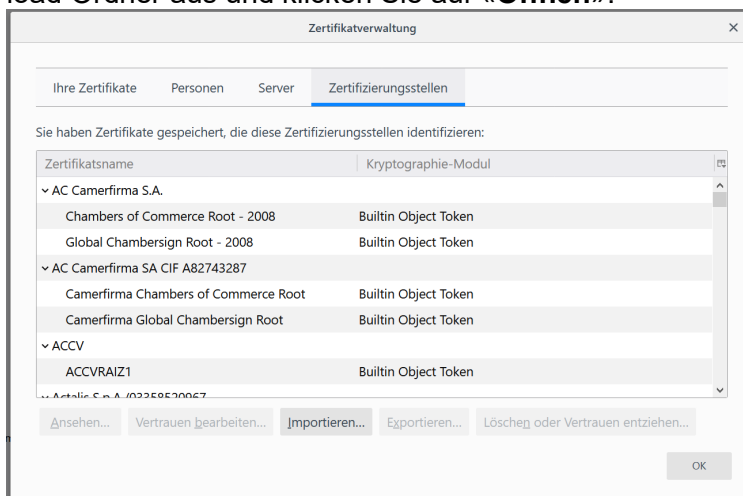 load-Ordner aus und klicken Sie auf «Öffnen».
Zertifikatverwaltung
Ihre Zertifikate Personen Server Zertifizierungsstellen
Sie haben Zertifikate gespeichert, die diese Zertifizierungsstellen identifizieren:
Zertifikatsname Kryptographie-Modul
AC Camerfirma S.A.
Chambers of Commerce Root - 2008 Builtin Object Token
Global Chambersign Root - 2008 Builtin Object Token
AC Camerfirma SA CIF A82743287
Camerfirma Chambers of Commerce Root Builtin Object Token
Camerfirma Global Chambersign Root Builtin Object Token
ACCV
ACCVRAIZ1 Builtin Object Token
Actalis S.p.A./03358520967
Ansehen... Vertrauen bearbeiten... Importieren... Exportieren... Löschen oder Vertrauen entziehen...
OK